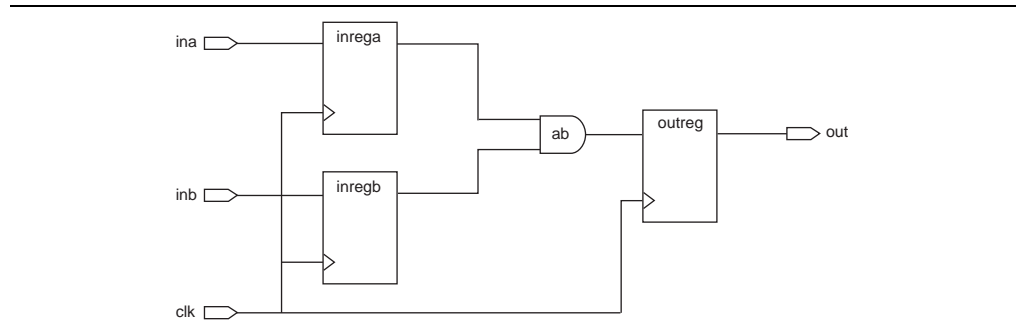 ina
inrega
ab
outreg
out
inb
inregb
clk